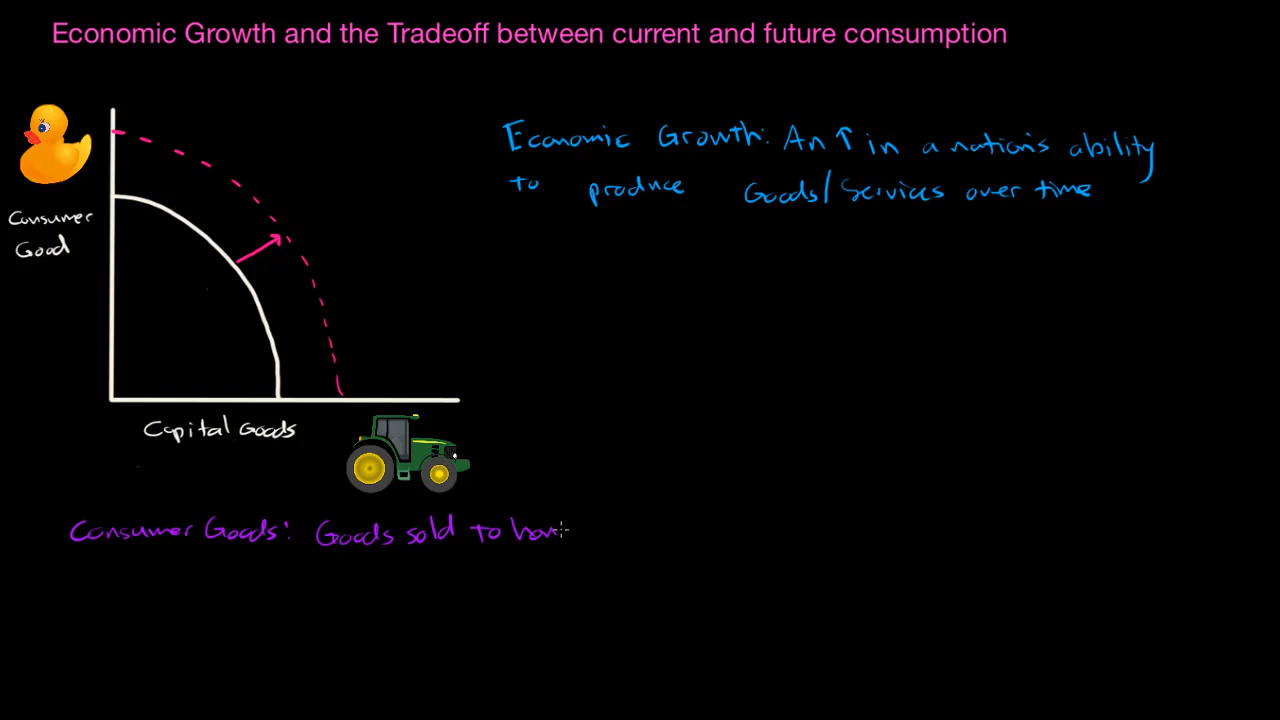 Economic Growth and the Tradeoff between current and future consumption
Economic Growth: An ↑ in a nation's ability
to produce Goods/Services over time
Consumer
Good
Capital Goods
Consumer Goods: Goods sold to